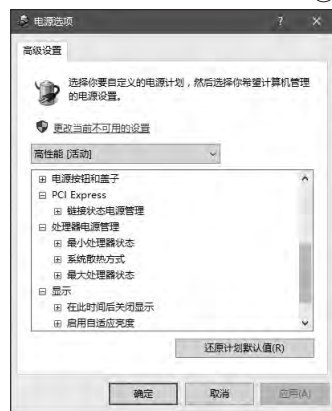 电源选项
高级设置
选择你要自定义的电源计划，然后选择你希望计算机管理
的电源设置。
更改当前不可用的设置
高性能 [活动]
电源按钮和盖子
PCI Express
链接状态电源管理
处理器电源管理
最小处理器状态
系统散热方式
最大处理器状态
显示
在此时间后关闭显示
启用自适应亮度
还原计划默认值(R)
确定
取消
应用(A)